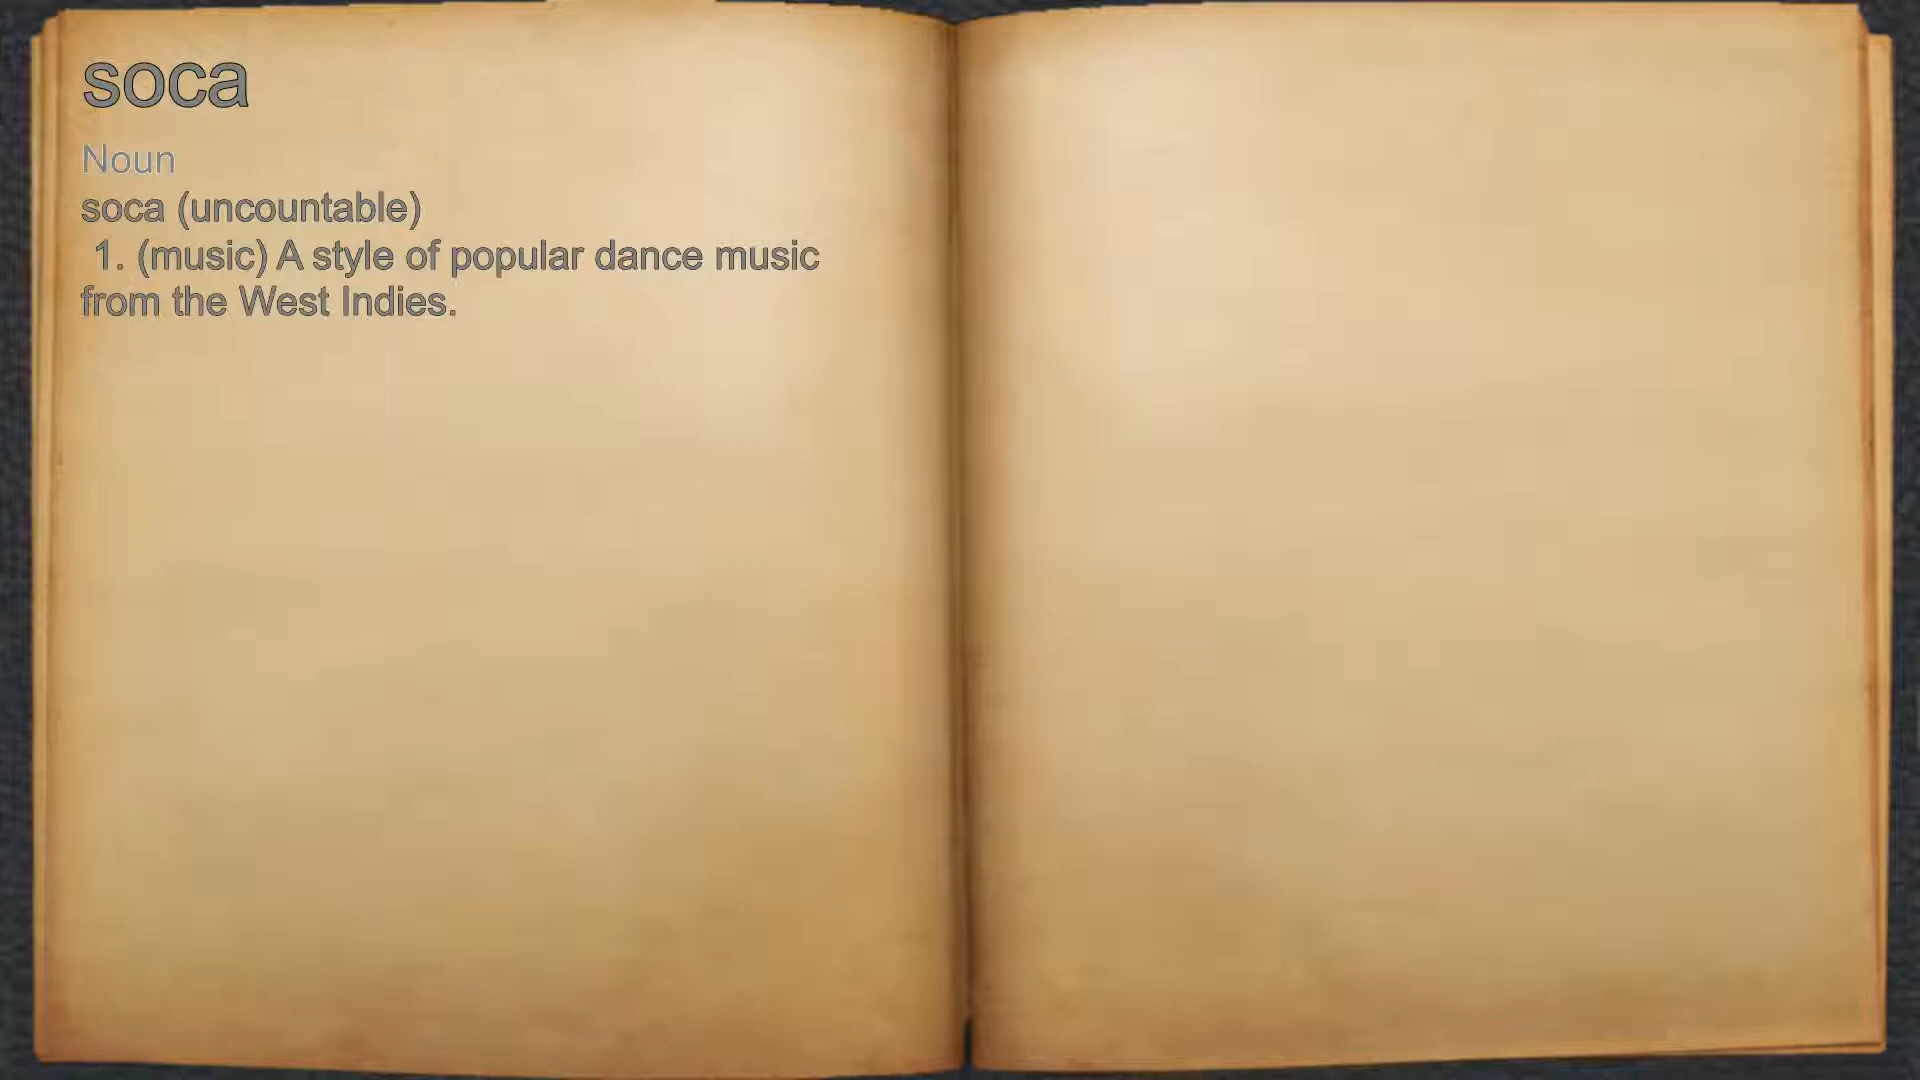 soca
Noun
soca (uncountable)
1. (music) A style of popular dance music
from the West Indies.